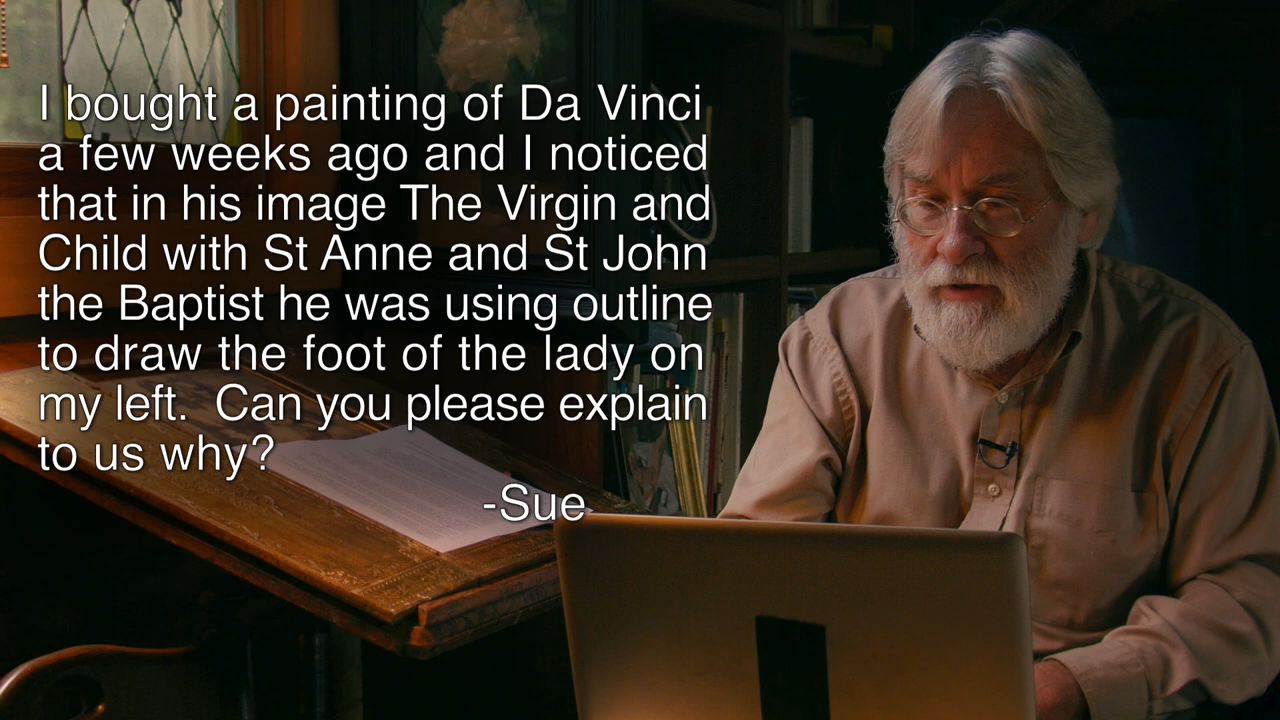 I bought a painting of Da Vinci
a few weeks ago and I noticed
that in his image The Virgin and
Child with St Anne and St John
the Baptist he was using outline
to draw the foot of the lady on
my left.  Can you please explain
to us why?
-Sue